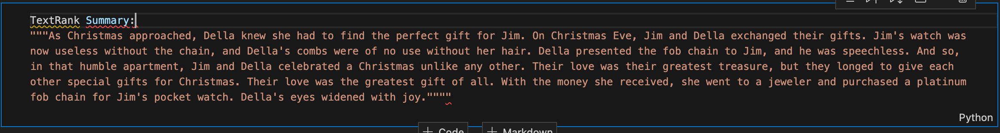 TextRank Summary:
"""As Christmas approached, Della knew she had to find the perfect gift for Jim. On Christmas Eve, Jim and Della exchanged their gifts. Jim's watch was
now useless without the chain, and Della's combs were of no use without her hair. Della presented the fob chain to Jim, and he was speechless. And so,
in that humble apartment, Jim and Della celebrated a Christmas unlike any other. Their love was their greatest treasure, but they longed to give each
other special gifts for Christmas. Their love was the greatest gift of all. With the money she received, she went to a jeweler and purchased a platinum
fob chain for Jim's pocket watch. Della's eyes widened with joy.""""
Python
+ Code + Markdown